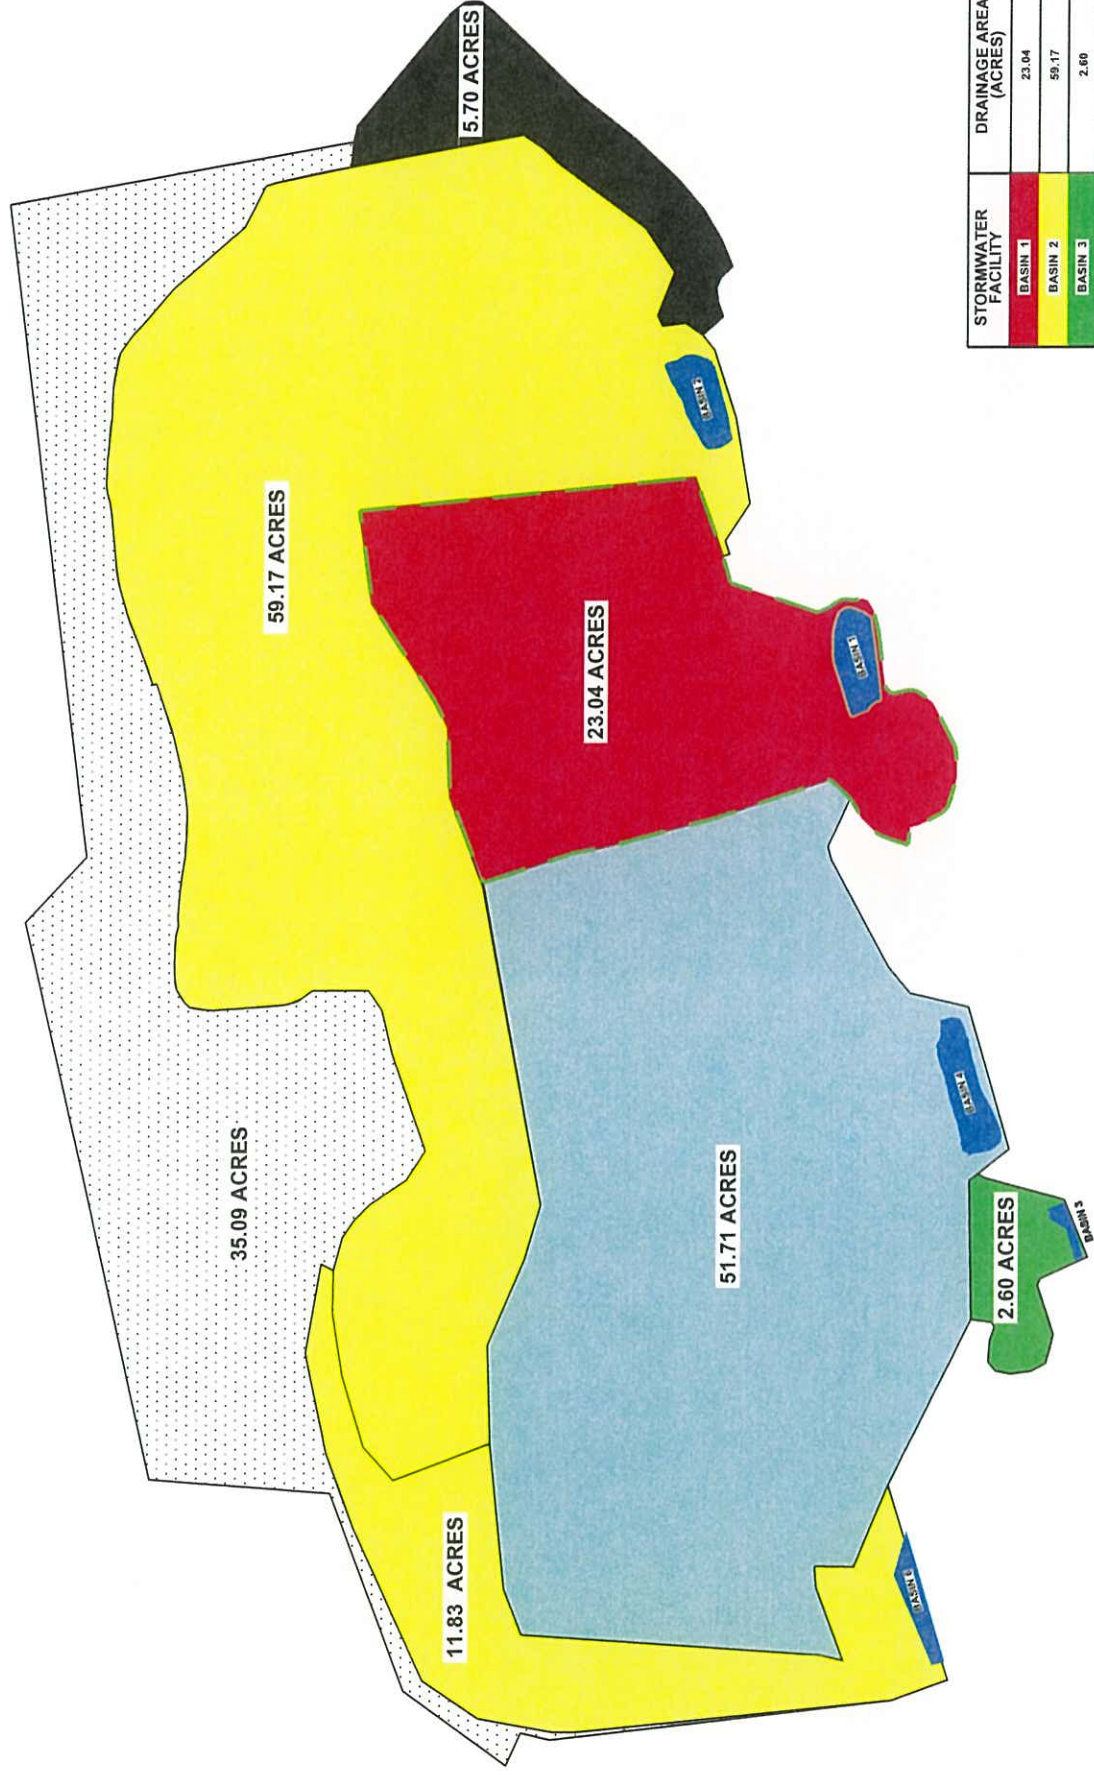 35.09 ACRES
59.17 ACRES
5.70 ACRES
11.83 ACRES
51.71 ACRES
23.04 ACRES
2.60 ACRES
BASIN 1
BASIN 4
BASIN 3
STORMWATER
FACILITY
DRAINAGE AREA
(ACRES)
BASIN 1
23.04
BASIN 2
59.17
BASIN 3
2.60